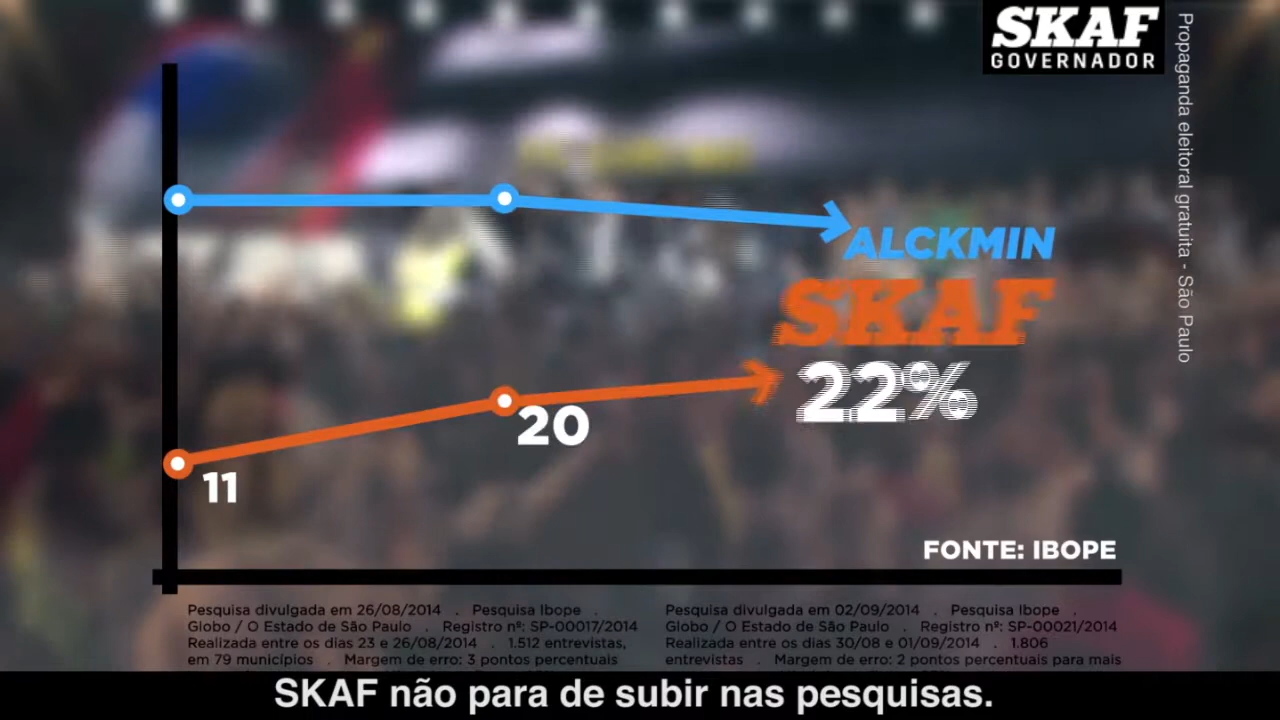 SKAF
GOVERNADOR
Propaganda eleitoral gratuita - São Paulo
ALCKMIN
SKAF
22%
20
11
FONTE: IBOPE
Pesquisa divulgada em 26/08/2014 . Pesquisa Ibope .
Globo / O Estado de São Paulo . Registro nº: SP-00017/2014
Realizada entre os dias 23 e 26/08/2014 . 1.512 entrevistas,
em 79 municípios . Margem de erro: 3 pontos percentuais
Pesquisa divulgada em 02/09/2014 . Pesquisa Ibope .
Globo / O Estado de São Paulo . Registro nº: SP-00021/2014
Realizada entre os dias 30/08 e 01/09/2014 . 1.806
entrevistas . Margem de erro: 2 pontos percentuais para mais
SKAF não para de subir nas pesquisas.